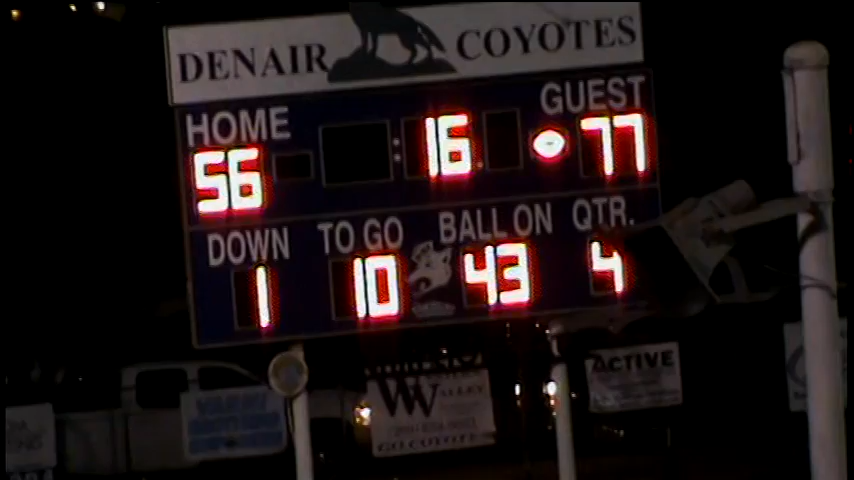 DENAIR COYOTES
HOME GUEST
56 : 16 77
DOWN TO GO BALL ON QTR.
1 10 43 4
ACTIVE
VALLEY
GO COYOTES